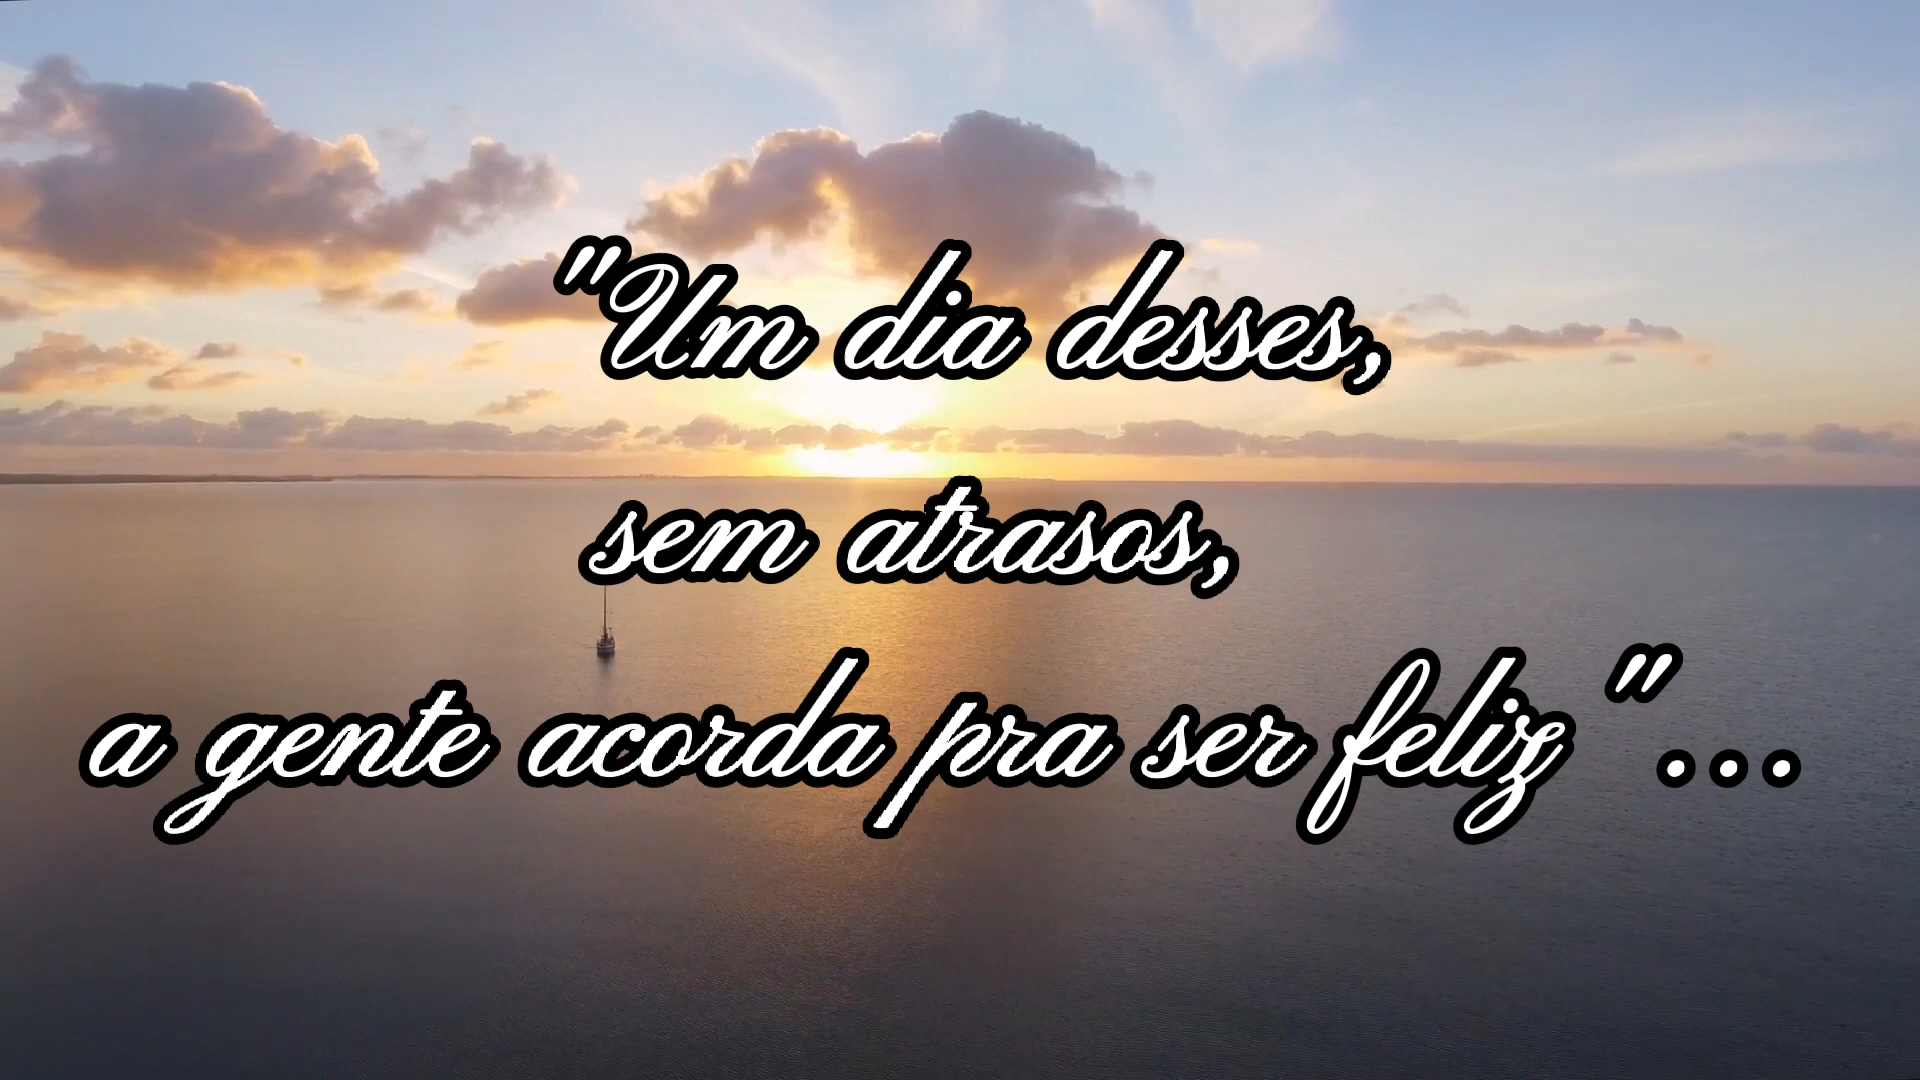 "Um dia desses,
sem atrasos,
a gente acorda pra ser feliz"...